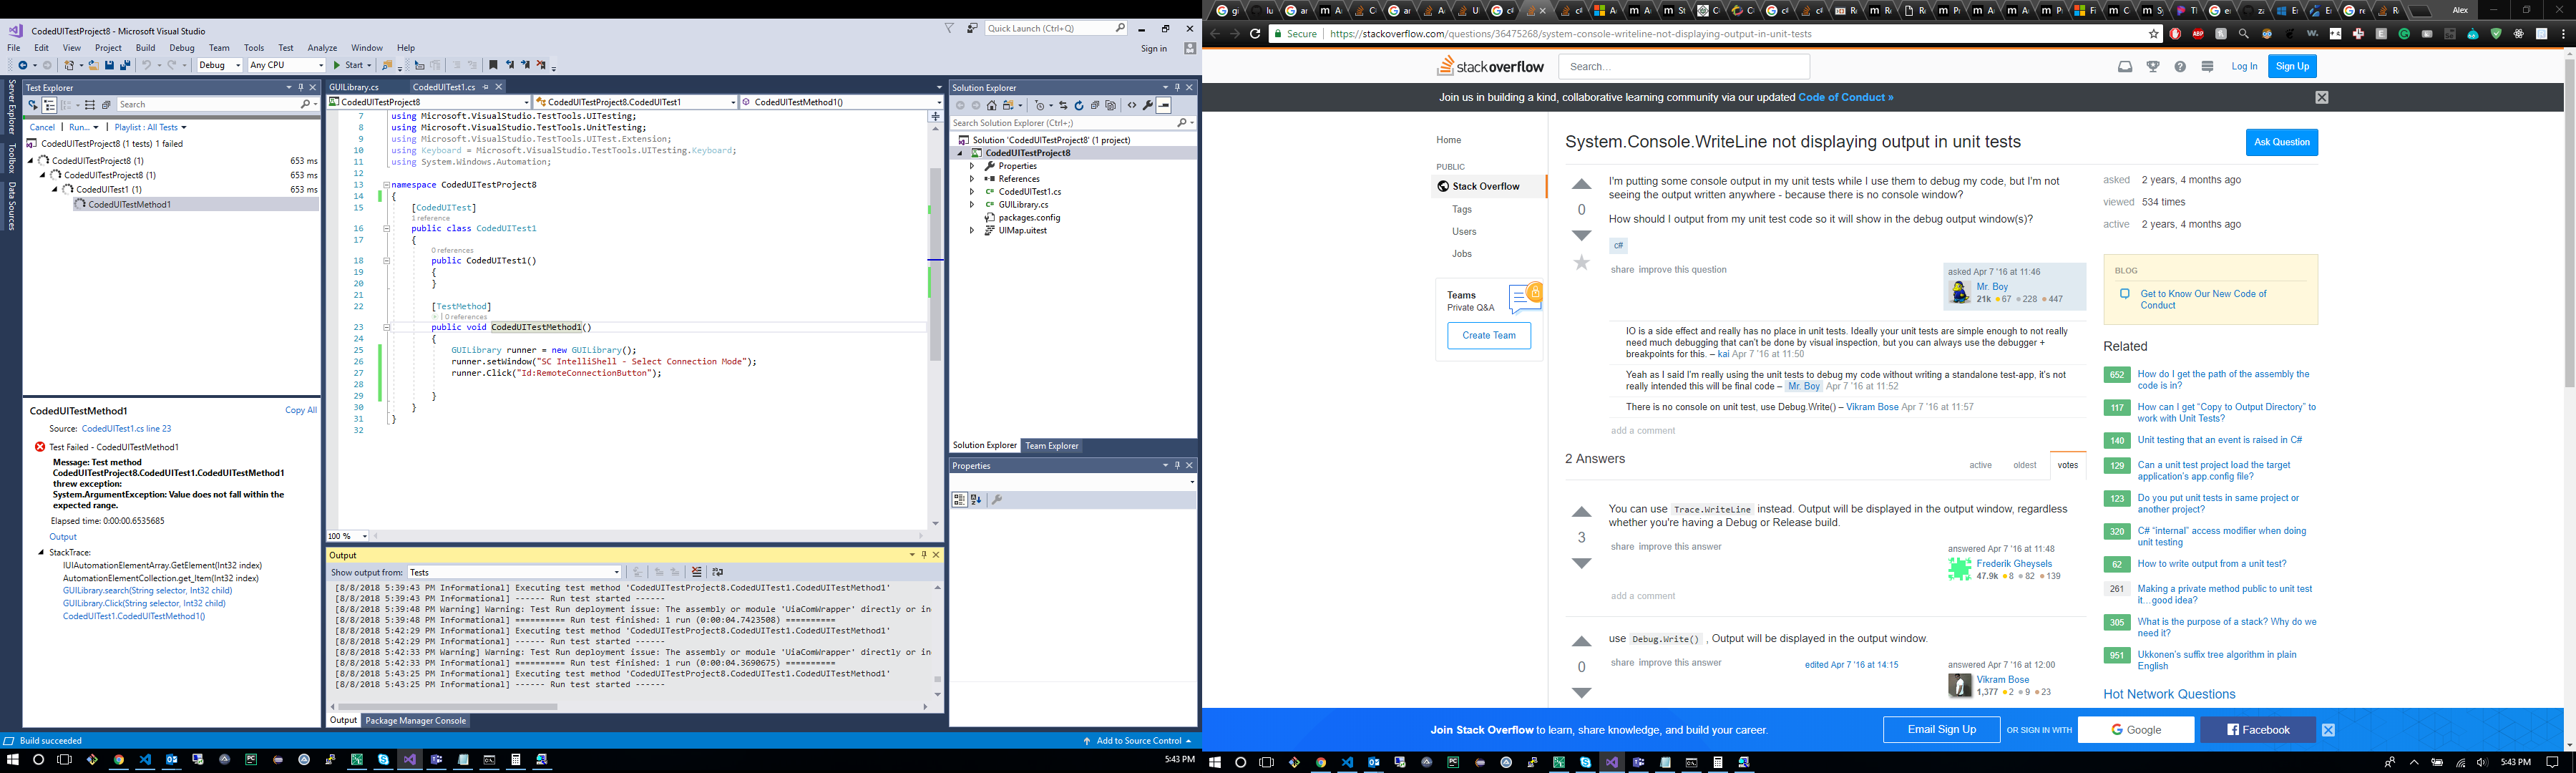 CodedUITestProject8 - Microsoft Visual Studio
Quick Launch (Ctrl+Q)
File Edit View Project Build Debug Team Tools Test Analyze Window Help
Sign in
Debug Any CPU Start
Server Explorer
Toolbox
Data Sources
Test Explorer
Search
Cancel Run... Playlist : All Tests
CodedUITestProject8 (1 tests) 1 failed
CodedUITestProject8 (1) 653 ms
CodedUITestProject8 (1) 653 ms
CodedUITest1 (1) 653 ms
CodedUITestMethod1
CodedUITestMethod1
Copy All
Source: CodedUITest1.cs line 23
Test Failed - CodedUITestMethod1
Message: Test method
CodedUITestProject8.CodedUITest1.CodedUITestMethod1
threw exception:
System.ArgumentException: Value does not fall within the
expected range.
Elapsed time: 0:00:00.6535685
Output
StackTrace:
IUIAutomationElementArray.GetElement(Int32 index)
AutomationElementCollection.get_Item(Int32 index)
GUILibrary.search(String selector, Int32 child)
GUILibrary.Click(String selector, Int32 child)
CodedUITest1.CodedUITestMethod1()
GUILibrary.cs CodedUITest1.cs
CodedUITestProject8 CodedUITestProject8.CodedUITest1 CodedUITestMethod1()
7 using Microsoft.VisualStudio.TestTools.UITesting;
8 using Microsoft.VisualStudio.TestTools.UnitTesting;
9 using Microsoft.VisualStudio.TestTools.UITest.Extension;
10 using Keyboard = Microsoft.VisualStudio.TestTools.UITesting.Keyboard;
11 using System.Windows.Automation;
12
13 namespace CodedUITestProject8
14 {
15 [CodedUITest]
1 reference
16 public class CodedUITest1
17 {
0 references
18 public CodedUITest1()
19 {
20 }
21
22 [TestMethod]
| 0 references
23 public void CodedUITestMethod1()
24 {
25 GUILibrary runner = new GUILibrary();
26 runner.setWindow("SC IntelliShell - Select Connection Mode");
27 runner.Click("Id:RemoteConnectionButton");
28
29 }
30 }
31 }
32
100 %
Output
Show output from: Tests
[8/8/2018 5:39:43 PM Informational] Executing test method 'CodedUITestProject8.CodedUITest1.CodedUITestMethod1'
[8/8/2018 5:39:43 PM Informational] ------ Run test started ------
[8/8/2018 5:39:48 PM Warning] Warning: Test Run deployment issue: The assembly or module 'UiaComWrapper' directly or in
[8/8/2018 5:39:48 PM Informational] ========== Run test finished: 1 run (0:00:04.7423508) ==========
[8/8/2018 5:42:29 PM Informational] Executing test method 'CodedUITestProject8.CodedUITest1.CodedUITestMethod1'
[8/8/2018 5:42:29 PM Informational] ------ Run test started ------
[8/8/2018 5:42:33 PM Warning] Warning: Test Run deployment issue: The assembly or module 'UiaComWrapper' directly or in
[8/8/2018 5:42:33 PM Informational] ========== Run test finished: 1 run (0:00:04.3690675) ==========
[8/8/2018 5:43:25 PM Informational] Executing test method 'CodedUITestProject8.CodedUITest1.CodedUITestMethod1'
[8/8/2018 5:43:25 PM Informational] ------ Run test started ------
Output Package Manager Console
Solution Explorer
Search Solution Explorer (Ctrl+;)
Solution 'CodedUITestProject8' (1 project)
CodedUITestProject8
Properties
References
CodedUITest1.cs
GUILibrary.cs
packages.config
UIMap.uitest
Solution Explorer Team Explorer
Properties
Build succeeded
Add to Source Control
5:43 PM
Alex
Secure https://stackoverflow.com/questions/36475268/system-console-writeline-not-displaying-output-in-unit-tests
stackoverflow
Search...
Log In Sign Up
Join us in building a kind, collaborative learning community via our updated Code of Conduct »
Home
PUBLIC
Stack Overflow
Tags
Users
Jobs
Teams
Private Q&A
Create Team
System.Console.WriteLine not displaying output in unit tests
Ask Question
0
I'm putting some console output in my unit tests while I use them to debug my code, but I'm not
seeing the output written anywhere - because there is no console window?
How should I output from my unit test code so it will show in the debug output window(s)?
c#
share improve this question
asked Apr 7 '16 at 11:46
Mr. Boy
21k 67 228 447
IO is a side effect and really has no place in unit tests. Ideally your unit tests are simple enough to not really
need much debugging that can't be done by visual inspection, but you can always use the debugger +
breakpoints for this. – kai Apr 7 '16 at 11:50
Yeah as I said I'm really using the unit tests to debug my code without writing a standalone test-app, it's not
really intended this will be final code – Mr. Boy Apr 7 '16 at 11:52
There is no console on unit test, use Debug.Write() – Vikram Bose Apr 7 '16 at 11:57
add a comment
2 Answers
active oldest votes
3
You can use Trace.WriteLine instead. Output will be displayed in the output window, regardless
whether you're having a Debug or Release build.
share improve this answer
answered Apr 7 '16 at 11:48
Frederik Gheysels
47.9k 8 82 139
add a comment
0
use Debug.Write() , Output will be displayed in the output window.
share improve this answer
edited Apr 7 '16 at 14:15
answered Apr 7 '16 at 12:00
Vikram Bose
1,377 2 9 23
asked 2 years, 4 months ago
viewed 534 times
active 2 years, 4 months ago
BLOG
Get to Know Our New Code of
Conduct
Related
652 How do I get the path of the assembly the
code is in?
117 How can I get "Copy to Output Directory" to
work with Unit Tests?
140 Unit testing that an event is raised in C#
129 Can a unit test project load the target
application's app.config file?
123 Do you put unit tests in same project or
another project?
320 C# "internal" access modifier when doing
unit testing
62 How to write output from a unit test?
261 Making a private method public to unit test
it...good idea?
305 What is the purpose of a stack? Why do we
need it?
951 Ukkonen's suffix tree algorithm in plain
English
Hot Network Questions
Join Stack Overflow to learn, share knowledge, and build your career.
Email Sign Up OR SIGN IN WITH Google Facebook
5:43 PM